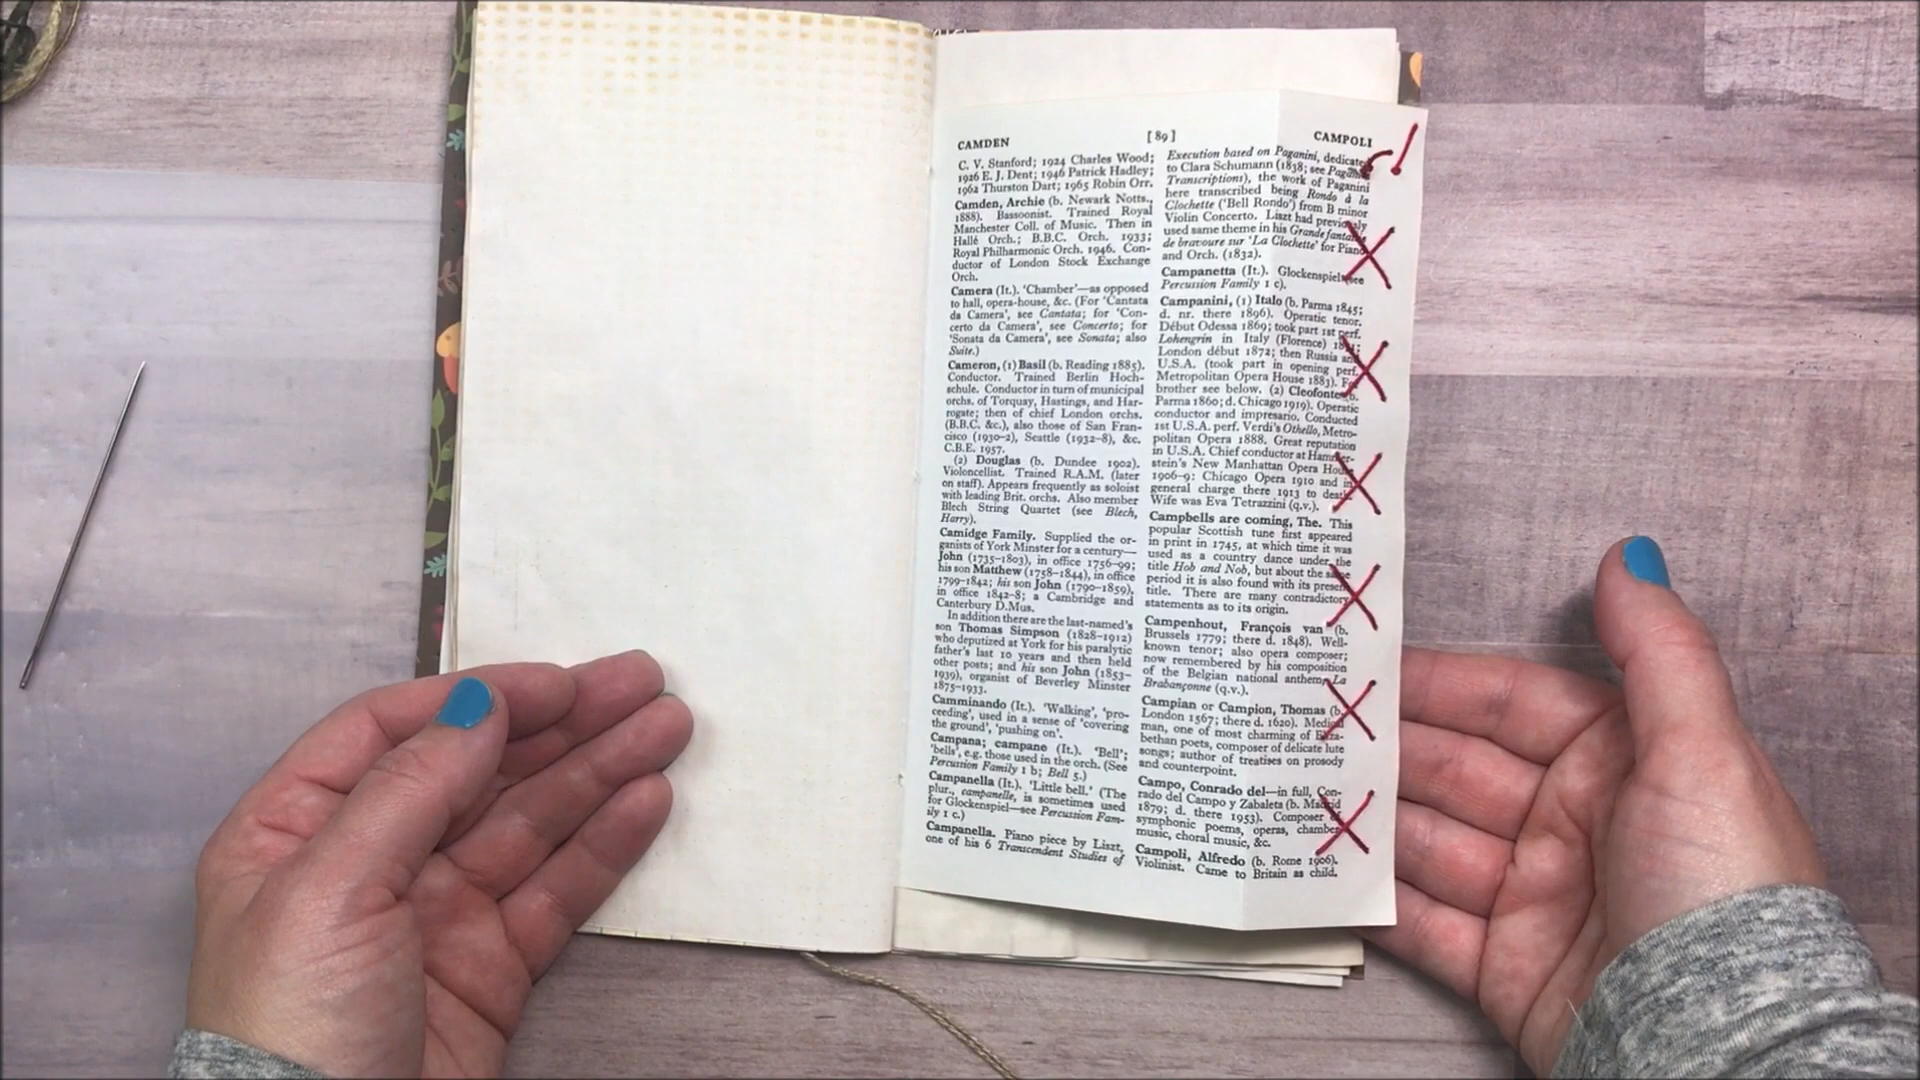 CAMDEN [ 89 ] CAMPOLI
C. V. Stanford; 1924 Charles Wood;
1926 E. J. Dent; 1946 Patrick Hadley;
1962 Thurston Dart; 1965 Robin Orr.
Camden, Archie (b. Newark Notts.,
1888). Bassoonist. Trained Royal
Manchester Coll. of Music. Then in
Hallé Orch.; B.B.C. Orch. 1933;
Royal Philharmonic Orch. 1946. Con-
ductor of London Stock Exchange
Orch.
Camera (It.). 'Chamber'—as opposed
to hall, opera-house, &c. (For 'Cantata
da Camera', see Cantata; for 'Con-
certo da Camera', see Concerto; for
'Sonata da Camera', see Sonata; also
Suite.)
Cameron, (1) Basil (b. Reading 1885).
Conductor. Trained Berlin Hoch-
schule. Conductor in turn of municipal
orchs. of Torquay, Hastings, and Har-
rogate; then of chief London orchs.
(B.B.C. &c.), also those of San Fran-
cisco (1930–2), Seattle (1932–8), &c.
C.B.E. 1957.
(2) Douglas (b. Dundee 1902).
Violoncellist. Trained R.A.M. (later
on staff). Appears frequently as soloist
with leading Brit. orchs. Also member
Blech String Quartet (see Blech,
Harry).
Camidge Family. Supplied the or-
ganists of York Minster for a century—
John (1735–1803), in office 1756–99;
his son Matthew (1758–1844), in office
1799–1842; his son John (1790–1859),
in office 1842–8; a Cambridge and
Canterbury D.Mus.
In addition there are the last-named's
son Thomas Simpson (1828–1912)
who deputized at York for his paralytic
father's last 10 years and then held
other posts; and his son John (1853–
1939), organist of Beverley Minster
1875–1933.
Camminando (It.). 'Walking', 'pro-
ceeding', used in a sense of 'covering
the ground', 'pushing on'.
Campana; campane (It.). 'Bell';
'bells', e.g. those used in the orch. (See
Percussion Family 1 b; Bell 5.)
Campanella (It.). 'Little bell.' (The
plur., campanelle, is sometimes used
for Glockenspiel—see Percussion Fam-
ily 1 c.)
Campanella. Piano piece by Liszt,
one of his 6 Transcendent Studies of
Execution based on Paganini, dedicated
to Clara Schumann (1838; see Paganini
Transcriptions), the work of Paganini
here transcribed being Rondo à la
Clochette ('Bell Rondo') from B minor
Violin Concerto. Liszt had previously
used same theme in his Grande fantaisie
de bravoure sur 'La Clochette' for Piano
and Orch. (1832).
Campanetta (It.). Glockenspiel; see
Percussion Family 1 c).
Campanini, (1) Italo (b. Parma 1845;
d. nr. there 1896). Operatic tenor.
Début Odessa 1869; took part 1st perf.
Lohengrin in Italy (Florence)
London début 1872; then Russia and
U.S.A. (took part in opening perf.
Metropolitan Opera House 1883). For
brother see below. (2) Cleofonte (b.
Parma 1860; d. Chicago 1919). Operatic
conductor and impresario. Conducted
1st U.S.A. perf. Verdi's Othello, Metro-
politan Opera 1888. Great reputation
in U.S.A. Chief conductor at Hammer-
stein's New Manhattan Opera House
1906–9: Chicago Opera 1910 and in
general charge there 1913 to death.
Wife was Eva Tetrazzini (q.v.).
Campbells are coming, The. This
popular Scottish tune first appeared
in print in 1745, at which time it was
used as a country dance under the
title Hob and Nob, but about the same
period it is also found with its present
title. There are many contradictory
statements as to its origin.
Campenhout, François van (b.
Brussels 1779; there d. 1848). Well-
known tenor; also opera composer;
now remembered by his composition
of the Belgian national anthem, La
Brabançonne (q.v.).
Campian or Campion, Thomas (b.
London 1567; there d. 1620). Medical
man, one of most charming of Eliza-
bethan poets, composer of delicate lute
songs; author of treatises on prosody
and counterpoint.
Campo, Conrado del—in full, Con-
rado del Campo y Zabaleta (b. Madrid
1879; d. there 1953). Composer of
symphonic poems, operas, chamber
music, choral music, &c.
Campoli, Alfredo (b. Rome 1906).
Violinist. Came to Britain as child.